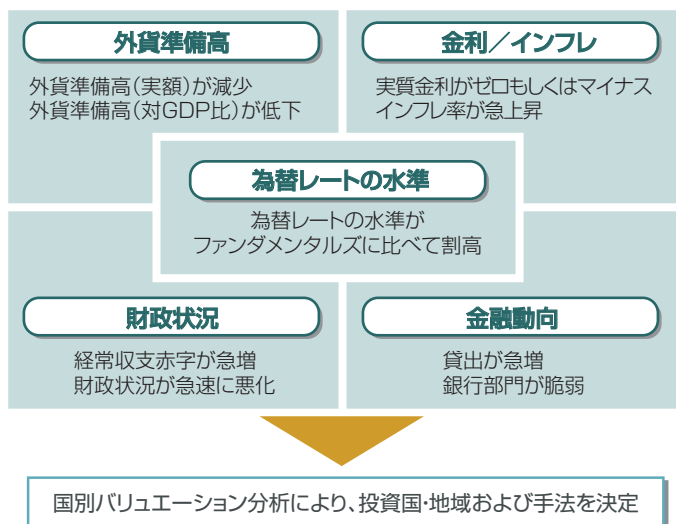 外貨準備高
外貨準備高(実額)が減少
外貨準備高(対GDP比)が低下
金利／インフレ
実質金利がゼロもしくはマイナス
インフレ率が急上昇
為替レートの水準
為替レートの水準が
ファンダメンタルズに比べて割高
財政状況
経常収支赤字が急増
財政状況が急速に悪化
金融動向
貸出が急増
銀行部門が脆弱
国別バリュエーション分析により、投資国・地域および手法を決定